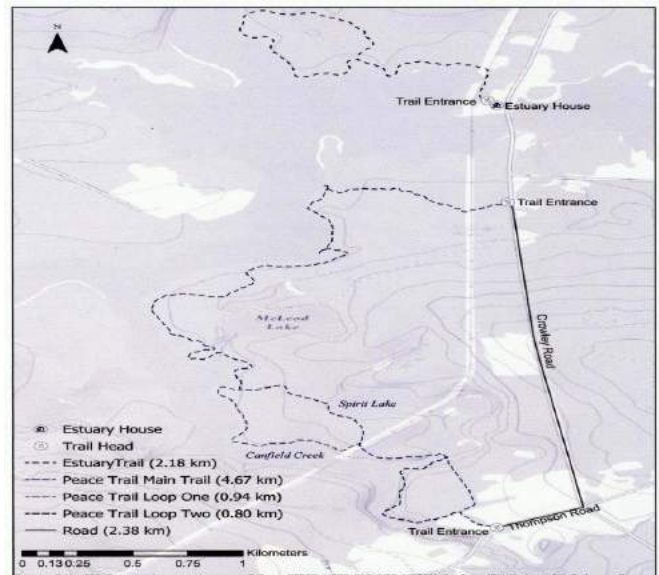 N
Trail Entrance
Estuary House
Trail Entrance
McLeod
Lake
Crowley Road
Spirit Lake
Canfield Creek
Estuary House
Trail Head
EstuaryTrail (2.18 km)
Peace Trail Main Trail (4.67 km)
Peace Trail Loop One (0.94 km)
Peace Trail Loop Two (0.80 km)
Road (2.38 km)
Trail Entrance
Thompson Road
Kilometers
0 0.13 0.25 0.5 0.75 1